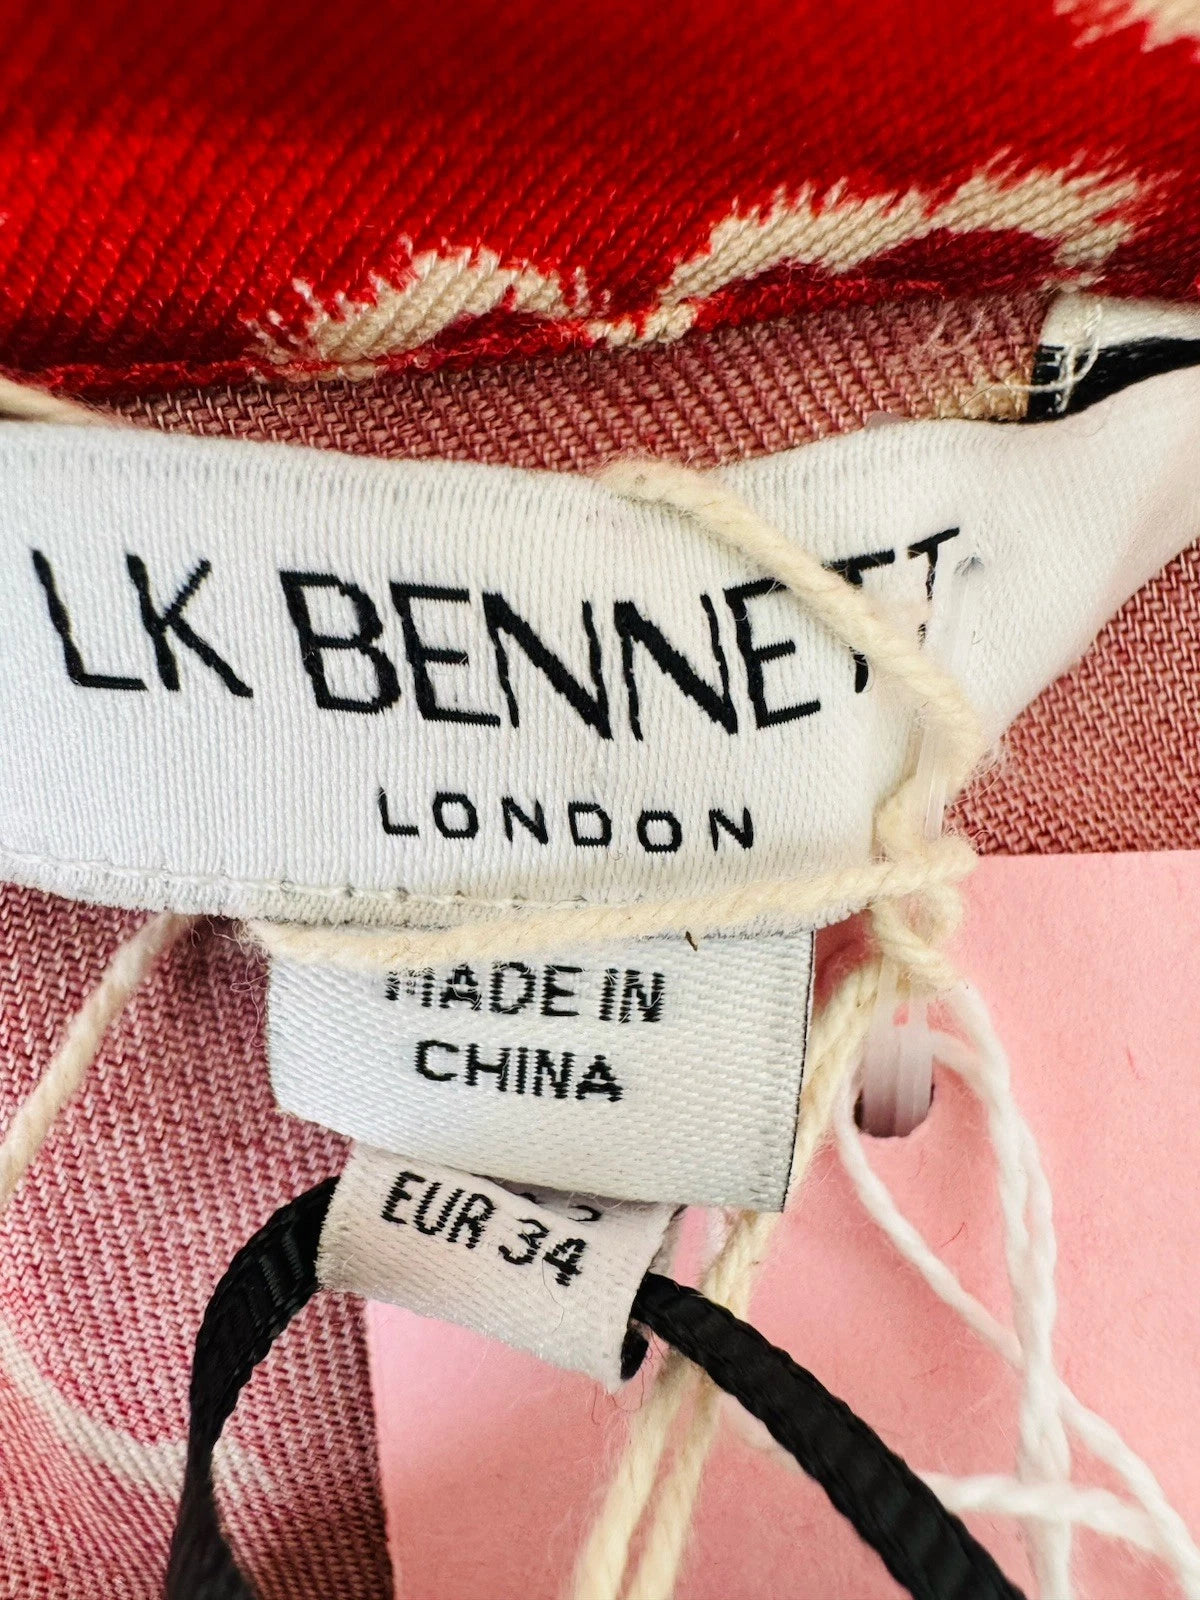 LK BENNETT
LONDON
MADE IN
CHINA
EUR 34